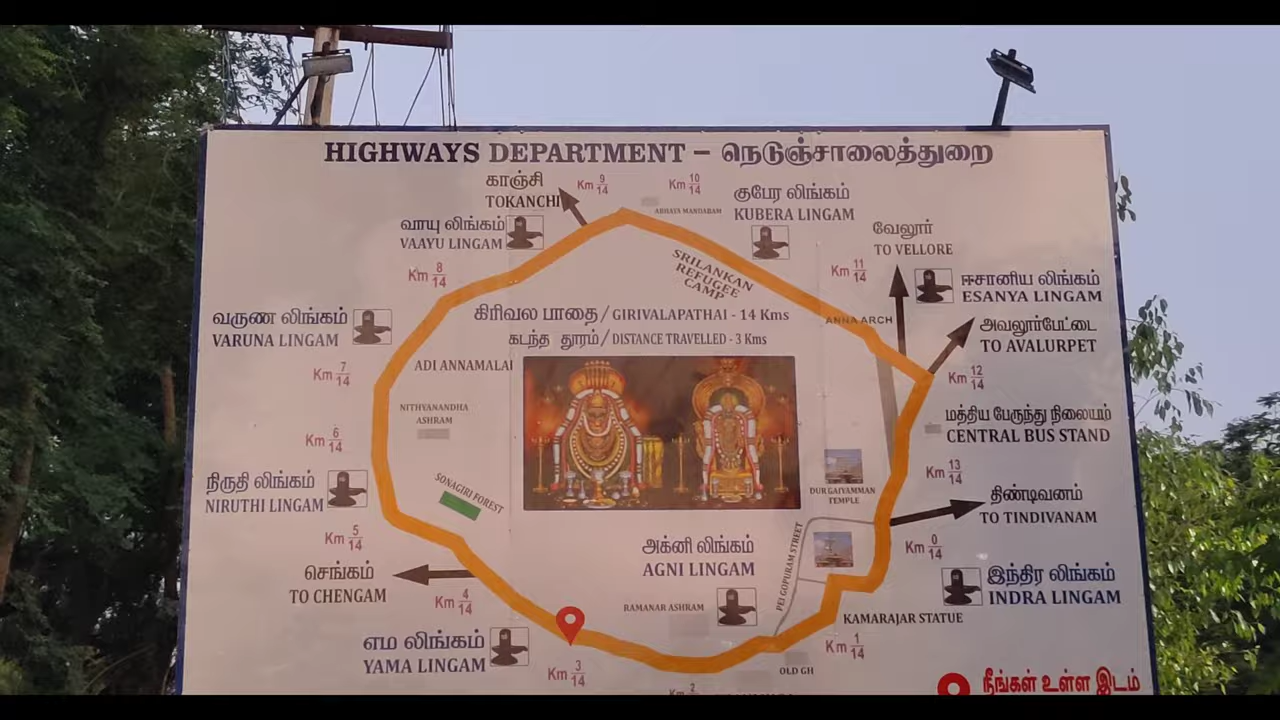 HIGHWAYS DEPARTMENT – நெடுஞ்சாலைத்துறை
காஞ்சி
TOKANCHI
Km 9/14
Km 10/14
ABHAYA MANDABAM
குபேர லிங்கம்
KUBERA LINGAM
வாயு லிங்கம்
VAAYU LINGAM
வேலூர்
TO VELLORE
Km 8/14
SRILANKAN
REFUGEE
CAMP
Km 11/14
ஈசானிய லிங்கம்
ESANYA LINGAM
வருண லிங்கம்
VARUNA LINGAM
கிரிவல பாதை/ GIRIVALAPATHAI - 14 Kms
கடந்த தூரம்/ DISTANCE TRAVELLED - 3 Kms
ANNA ARCH
அவலூர்பேட்டை
TO AVALURPET
Km 7/14
ADI ANNAMALAI
Km 12/14
NITHYANANDHA
ASHRAM
மத்திய பேருந்து நிலையம்
CENTRAL BUS STAND
Km 6/14
Km 13/14
நிருதி லிங்கம்
NIRUTHI LINGAM
SONAGIRI FOREST
DURGAIYAMMAN
TEMPLE
திண்டிவனம்
TO TINDIVANAM
Km 5/14
அக்னி லிங்கம்
AGNI LINGAM
PEI GOPURAM STREET
Km 0/14
செங்கம்
TO CHENGAM
இந்திர லிங்கம்
INDRA LINGAM
Km 4/14
RAMANAR ASHRAM
KAMARAJAR STATUE
எம லிங்கம்
YAMA LINGAM
Km 3/14
Km 1/14
OLD GH
நீங்கள் உள்ள இடம்